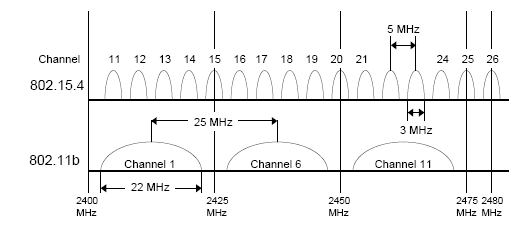 5 MHz
Channel 11 12 13 14 15 16 17 18 19 20 21 24 25 26
802.15.4
25 MHz
3 MHz
802.11b
Channel 1 Channel 6 Channel 11
22 MHz
2400 MHz 2425 MHz 2450 MHz 2475 MHz 2480 MHz